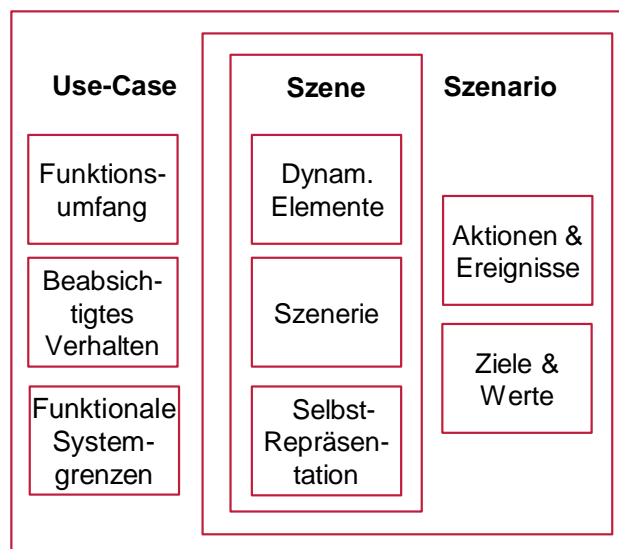 Use-Case
Funktions-
umfang
Beabsich-
tigtes
Verhalten
Funktionale
System-
grenzen
Szene
Dynam.
Elemente
Szenerie
Selbst-
Repräsen-
tation
Szenario
Aktionen &
Ereignisse
Ziele &
Werte